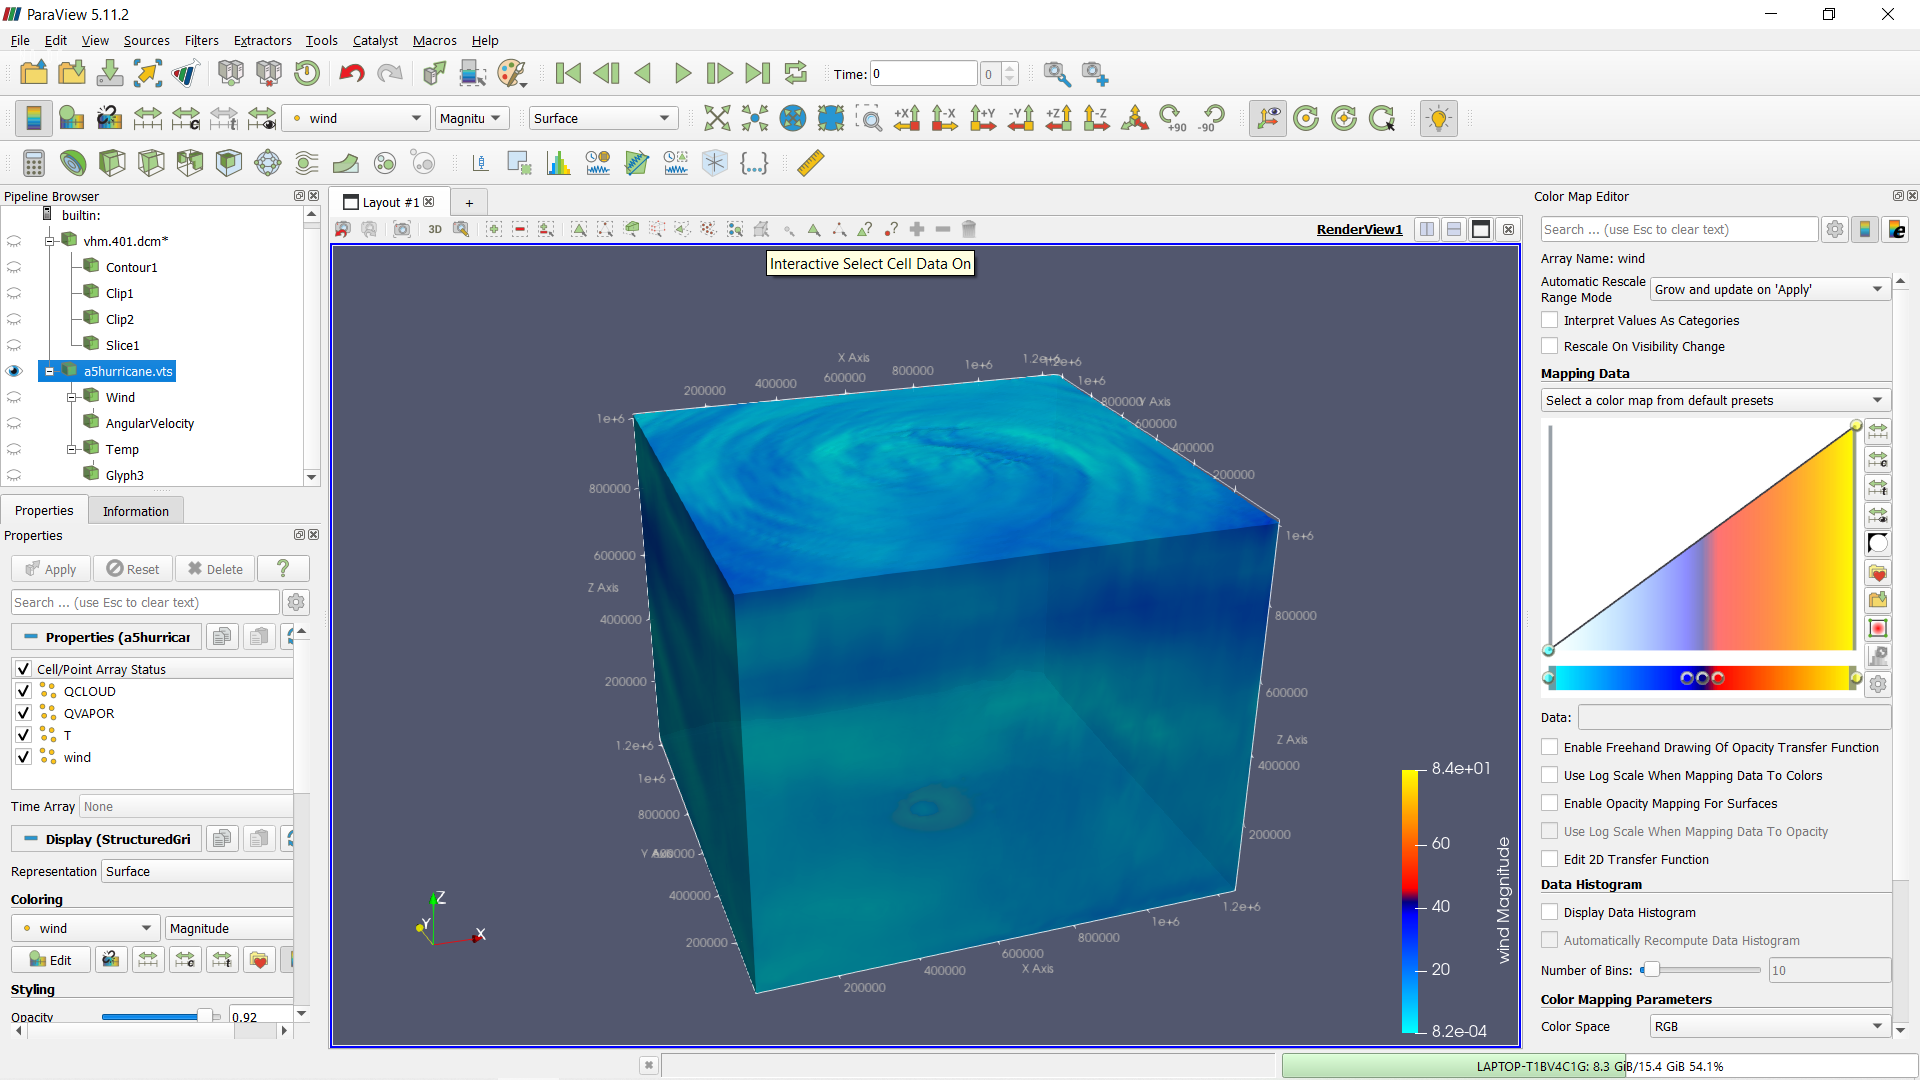 ParaView 5.11.2
File Edit View Sources Filters Extractors Tools Catalyst Macros Help
Time: 0 0
wind Magnitu Surface +X -X +Y -Y +Z -Z +90 -90
Pipeline Browser
builtin:
vhm.401.dcm*
Contour1
Clip1
Clip2
Slice1
a5hurricane.vts
Wind
AngularVelocity
Temp
Glyph3
Properties Information
Properties
Apply Reset Delete ?
Search ... (use Esc to clear text)
Properties (a5hurricar
Cell/Point Array Status
QCLOUD
QVAPOR
T
wind
Time Array None
Display (StructuredGri
Representation Surface
Coloring
wind Magnitude
Edit
Styling
Opacity 0.92
Layout #1 +
3D RenderView1
Interactive Select Cell Data On
X Axis
200000 400000 600000 800000 1e+6 1.2e+6
1.2e+6 1e+6 800000 Y Axis 600000 400000 200000
1e+6
800000
600000
Z Axis
400000
200000
1.2e+6
1e+6
800000
Y Axis 600000
400000
200000
1e+6
800000
600000
Z Axis
400000
200000
200000 400000 600000 800000 1e+6 1.2e+6
X Axis
Z
Y
X
8.4e+01
60
40
20
8.2e-04
wind Magnitude
Color Map Editor
Search ... (use Esc to clear text)
Array Name: wind
Automatic Rescale
Range Mode
Grow and update on 'Apply'
Interpret Values As Categories
Rescale On Visibility Change
Mapping Data
Select a color map from default presets
Data:
Enable Freehand Drawing Of Opacity Transfer Function
Use Log Scale When Mapping Data To Colors
Enable Opacity Mapping For Surfaces
Use Log Scale When Mapping Data To Opacity
Edit 2D Transfer Function
Data Histogram
Display Data Histogram
Automatically Recompute Data Histogram
Number of Bins: 10
Color Mapping Parameters
Color Space RGB
LAPTOP-T1BV4C1G: 8.3 GiB/15.4 GiB 54.1%